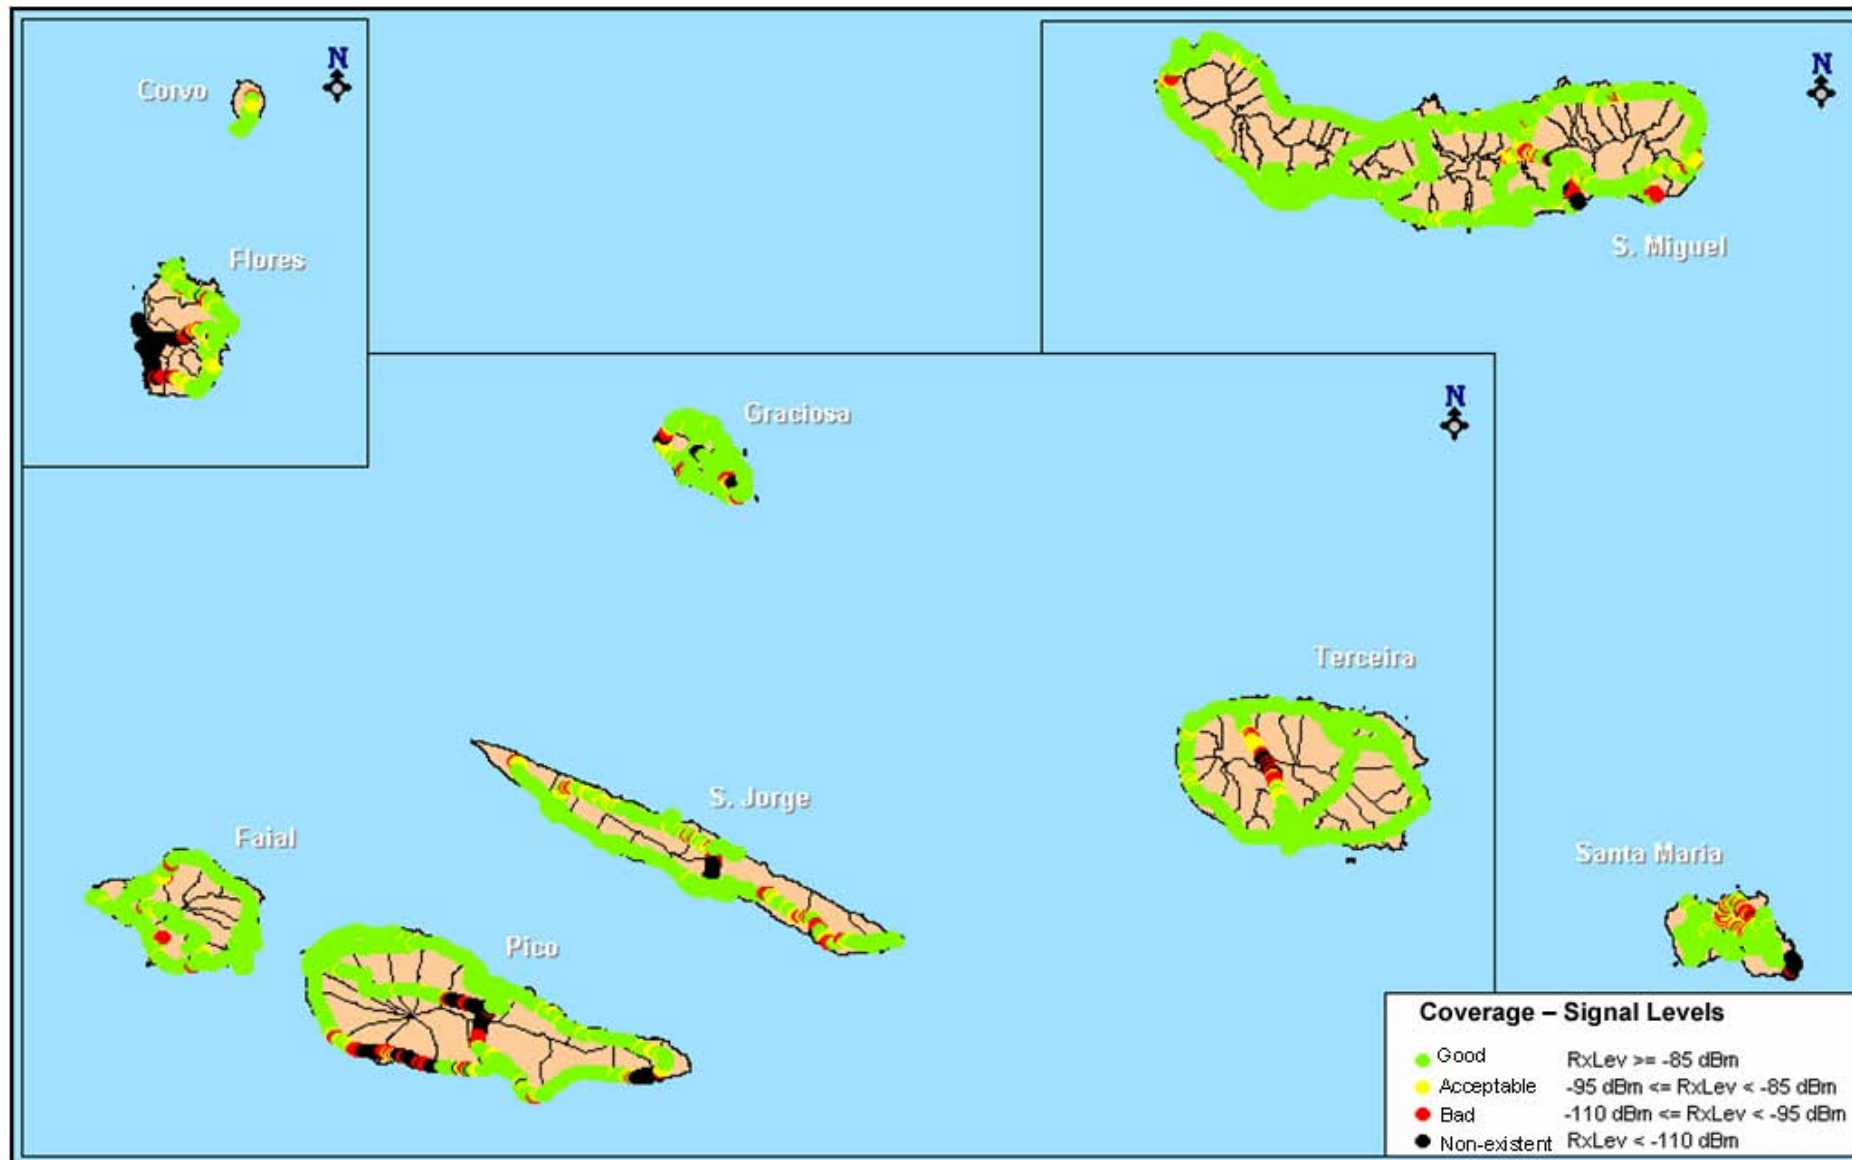 N
Corvo
Flores
N
S. Miguel
N
Graciosa
Terceira
S. Jorge
Faial
Pico
Santa Maria
Coverage – Signal Levels
Good RxLev >= -85 dBm
Acceptable -95 dBm <= RxLev < -85 dBm
Bad -110 dBm <= RxLev < -95 dBm
Non-existent RxLev < -110 dBm